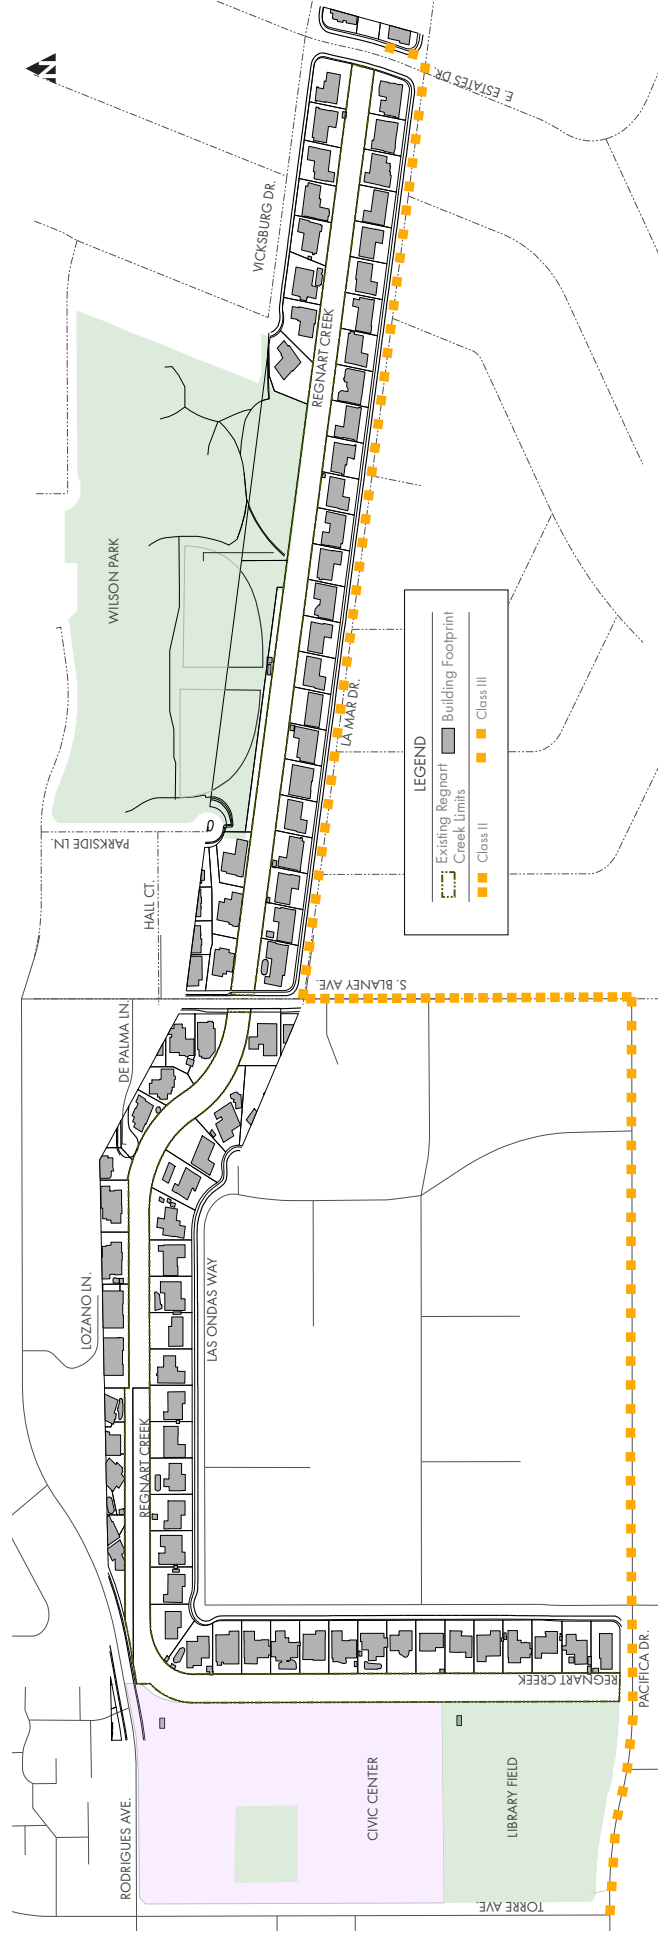 N
E. ESTATES DR.
VICKSBURG DR.
REGNART CREEK
WILSON PARK
LA MAR DR.
LEGEND
Existing Regnart
Creek Limits
Building Footprint
Class II
Class III
PARKSIDE LN.
HALL CT.
S. BLANEY AVE.
DE PALMA LN.
LOZANO LN.
LAS ONDAS WAY
REGNART CREEK
REGNART CREEK
PACIFICA DR.
RODRIGUES AVE.
CIVIC CENTER
LIBRARY FIELD
TORRE AVE.